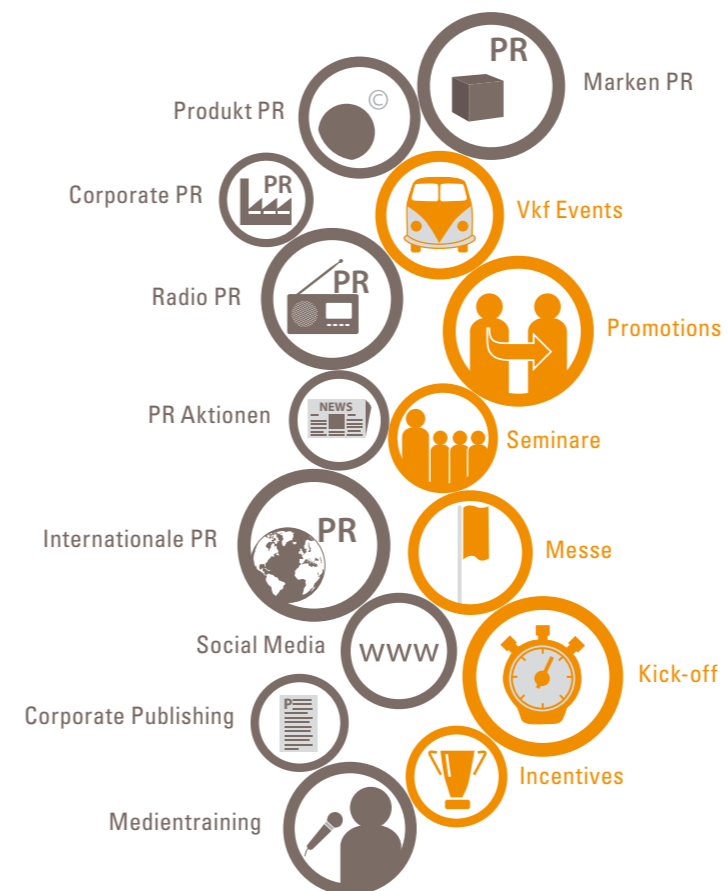 PR
Marken PR
©
Produkt PR
PR
Corporate PR
Vkf Events
PR
Radio PR
Promotions
NEWS
PR Aktionen
Seminare
PR
Internationale PR
Messe
www
Social Media
Kick-off
P
Corporate Publishing
Incentives
Medientraining